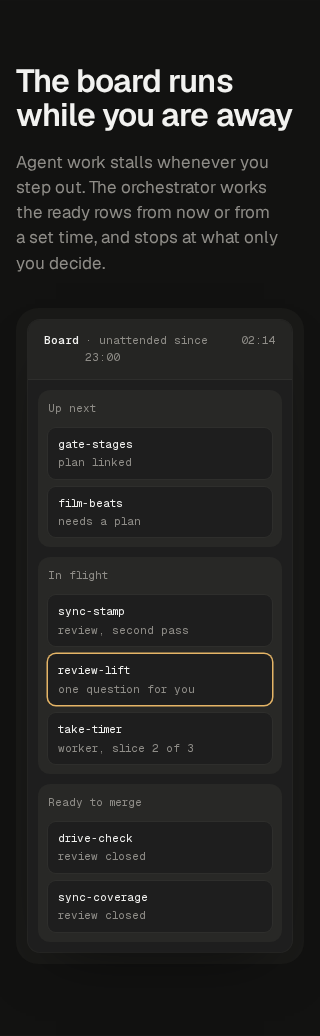 The board runs
while you are away
Agent work stalls whenever you
step out. The orchestrator works
the ready rows from now or from
a set time, and stops at what only
you decide.
Board · unattended since 02:14
23:00
Up next
gate-stages
plan linked
film-beats
needs a plan
In flight
sync-stamp
review, second pass
review-lift
one question for you
take-timer
worker, slice 2 of 3
Ready to merge
drive-check
review closed
sync-coverage
review closed